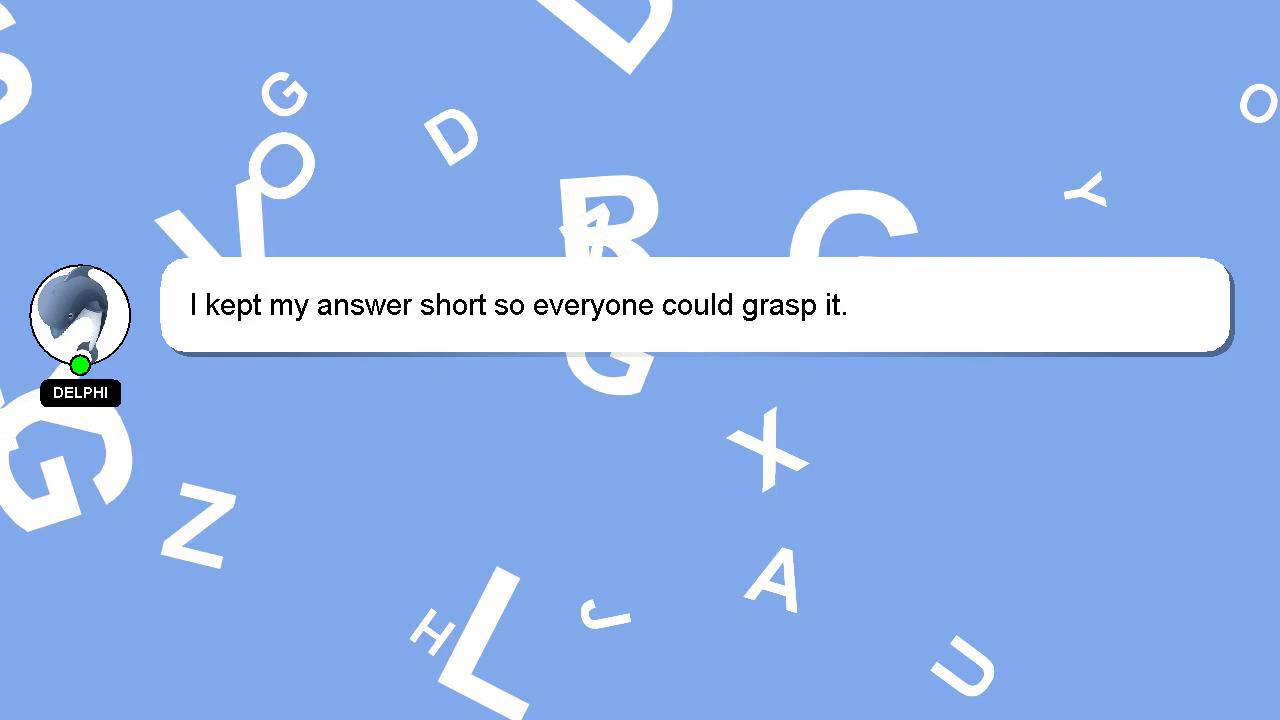 I kept my answer short so everyone could grasp it.
DELPHI
S
G
D
D
O
O
V
R
C
Y
G
G
X
Z
A
H
L
J
U